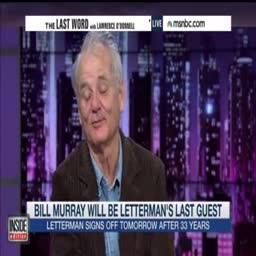 THE LAST WORD WITH LAWRENCE O'DONNELL
LIVE
msnbc.com
BILL MURRAY WILL BE LETTERMAN'S LAST GUEST
LETTERMAN SIGNS OFF TOMORROW AFTER 33 YEARS
INSIDE
EDITION